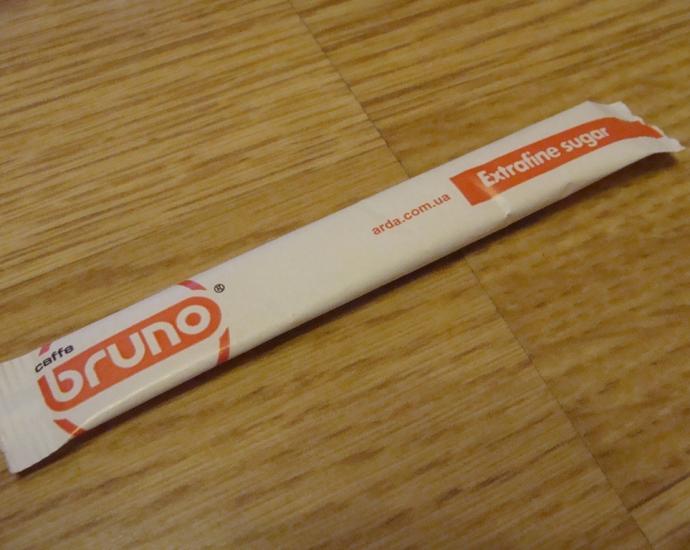 caffe
bruno®
arda.com.ua
Extrafine sugar